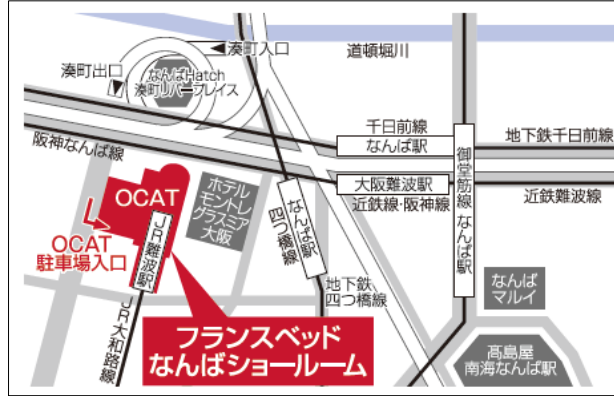 湊町入口
道頓堀川
湊町出口
なんばHatch
湊町リバープレイス
千日前線
なんば駅
地下鉄千日前線
阪神なんば線
大阪難波駅
近鉄線・阪神線
近鉄難波線
御堂筋線 なんば駅
OCAT
ホテル
モントレ
グラスミア
大阪
なんば駅
四つ橋線
OCAT
駐車場入口
JR難波駅
地下鉄
四つ橋線
なんば
マルイ
JR大和路線
フランスベッド
なんばショールーム
髙島屋
南海なんば駅